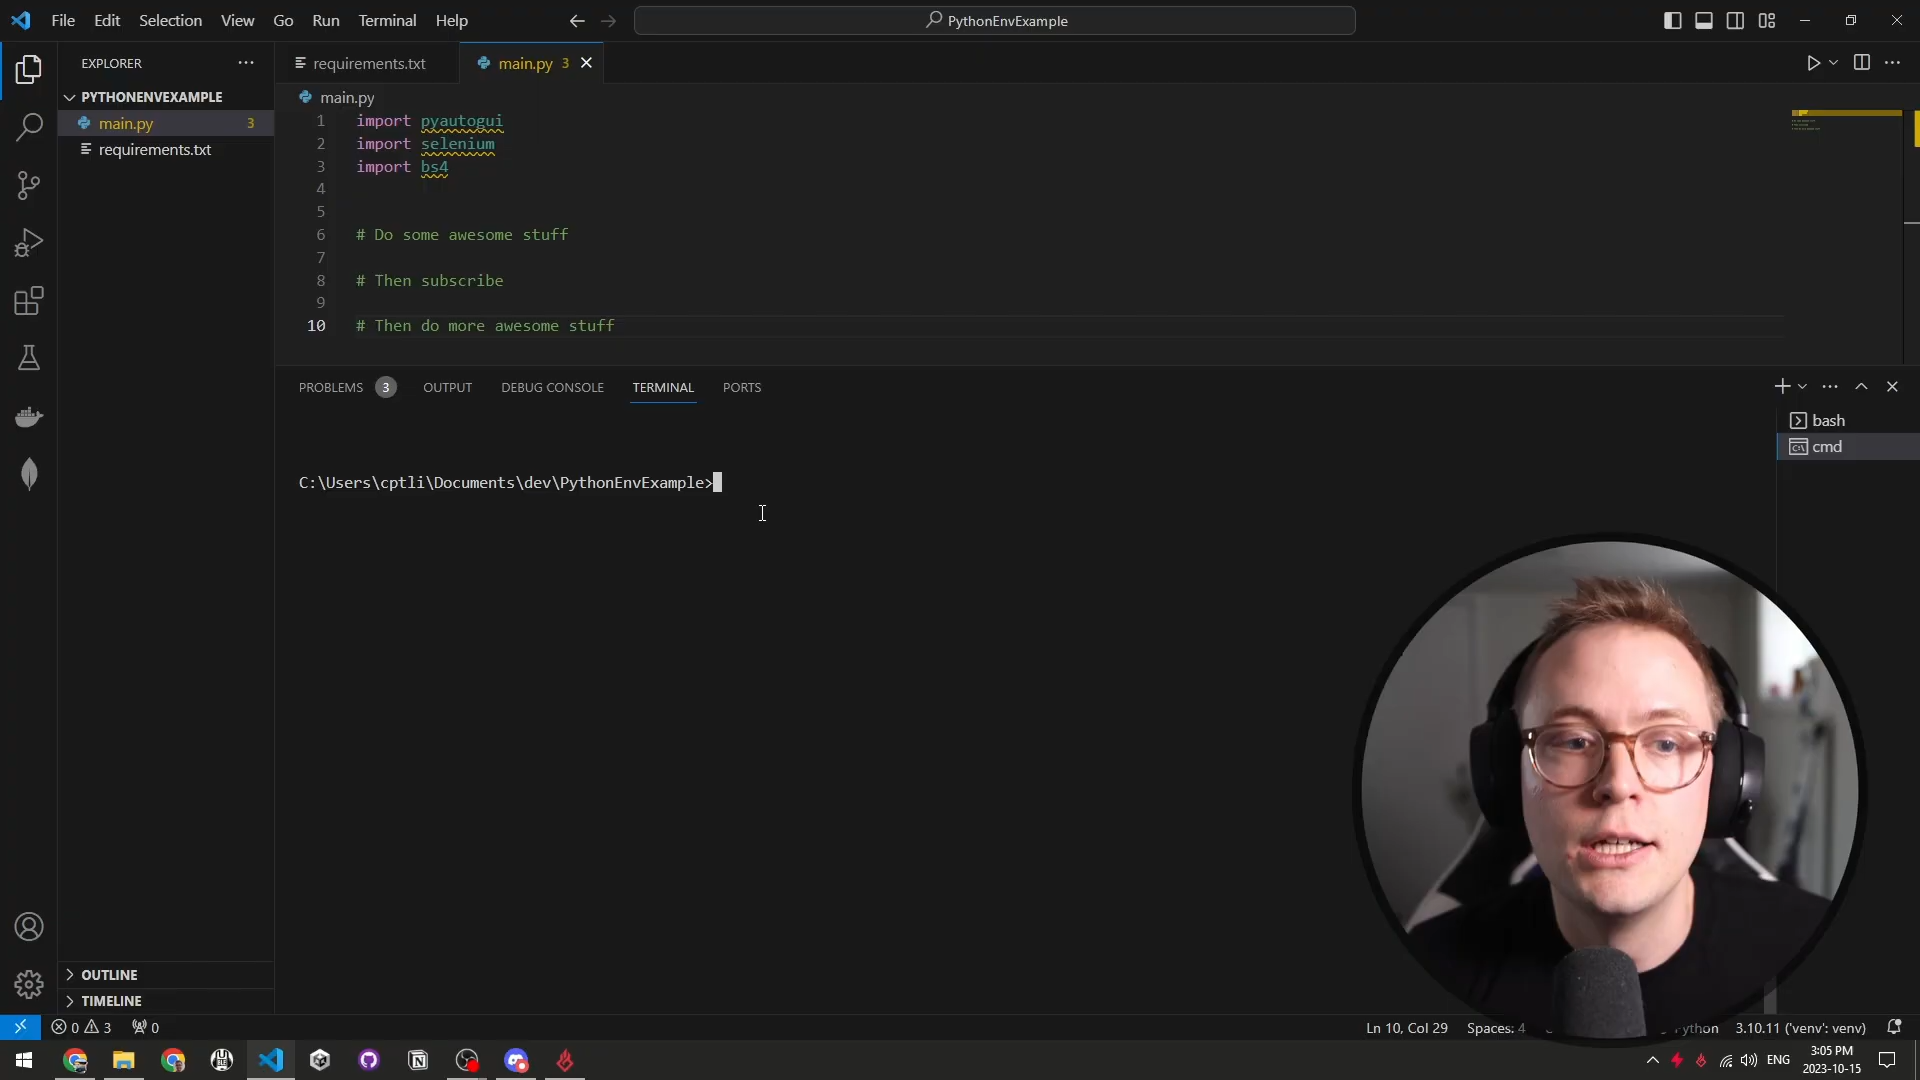 File Edit Selection View Go Run Terminal Help
PythonEnvExample
EXPLORER
PYTHONENVEXAMPLE
main.py 3
requirements.txt
OUTLINE
TIMELINE
requirements.txt
main.py 3
main.py
1 import pyautogui
2 import selenium
3 import bs4
4
5
6 # Do some awesome stuff
7
8 # Then subscribe
9
10 # Then do more awesome stuff
PROBLEMS 3 OUTPUT DEBUG CONSOLE TERMINAL PORTS
bash
cmd
C:\Users\cptli\Documents\dev\PythonEnvExample>
0 3 0
Ln 10, Col 29 Spaces: 4 Python 3.10.11 ('venv': venv)
ENG
3:05 PM
2023-10-15